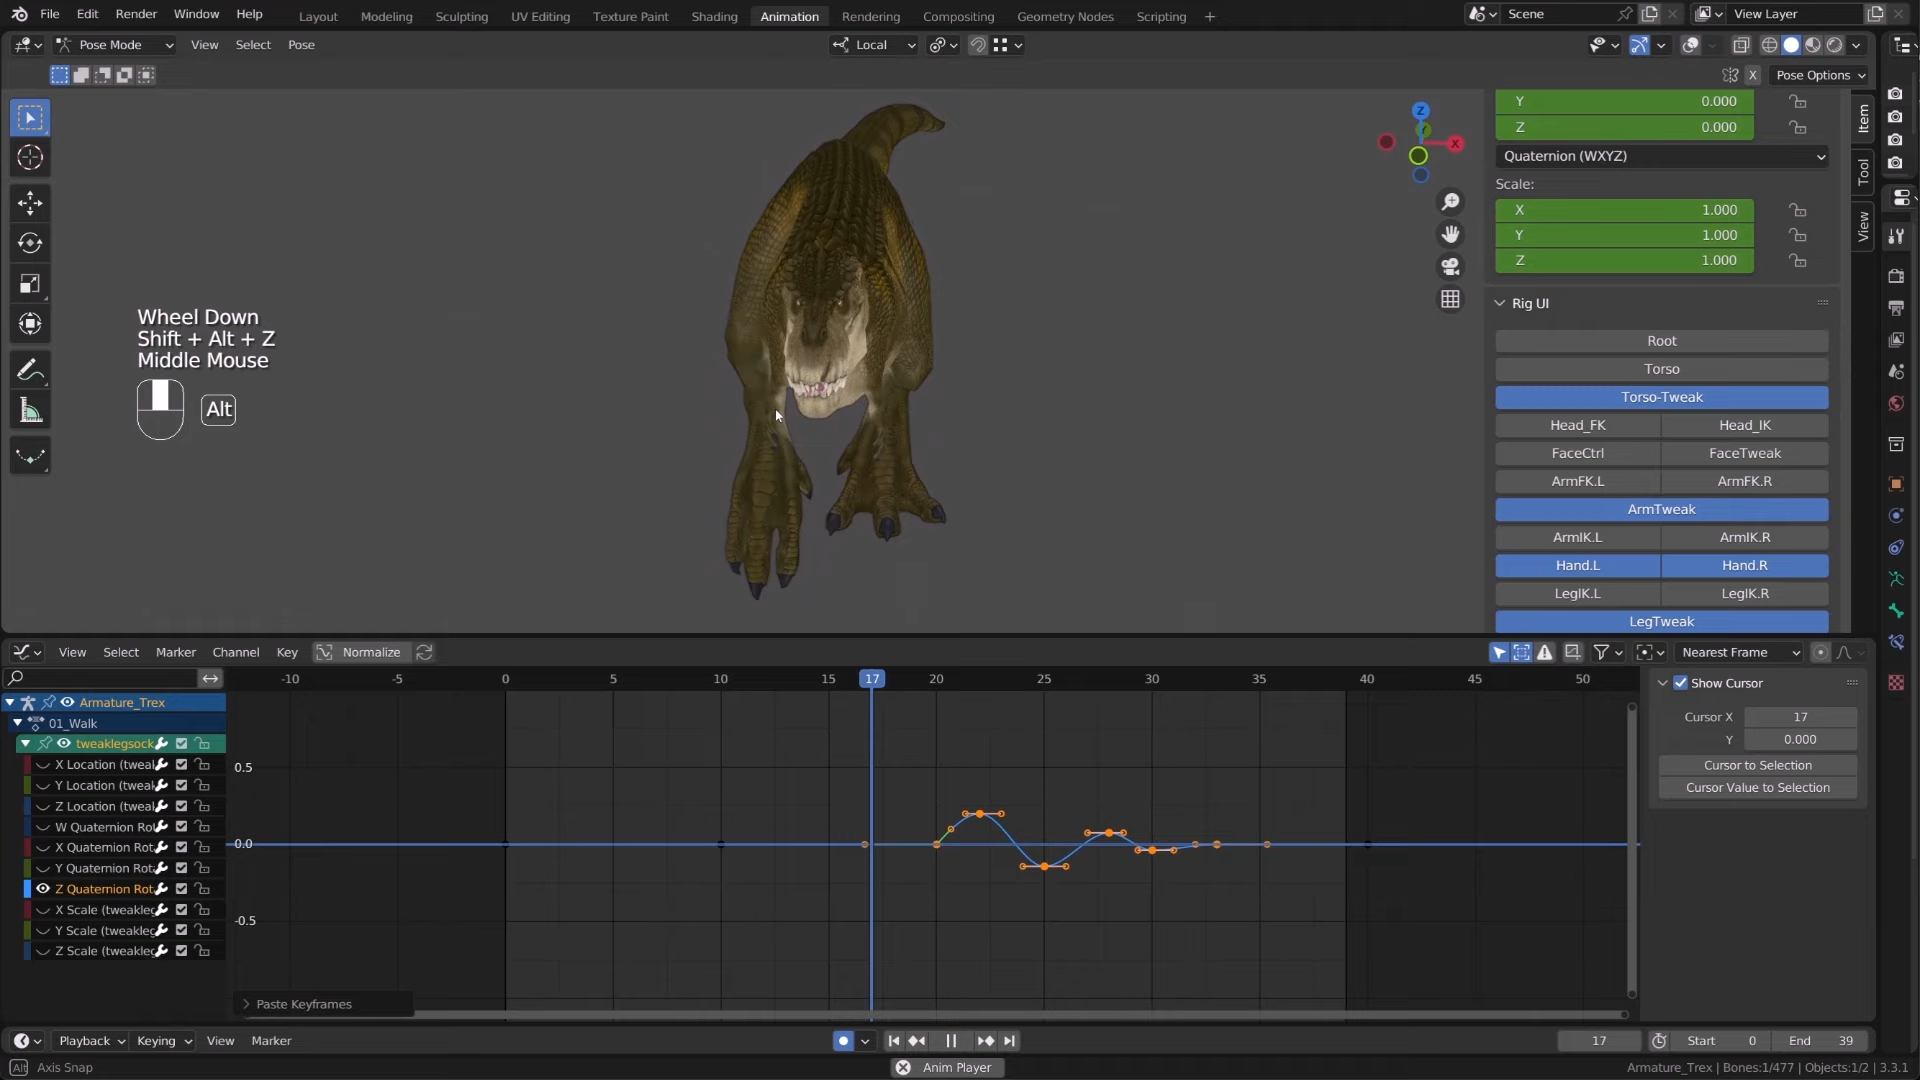 File Edit Render Window Help Layout Modeling Sculpting UV Editing Texture Paint Shading Animation Rendering Compositing Geometry Nodes Scripting + Scene View Layer
Pose Mode View Select Pose Local
X Pose Options
Y 0.000
Z 0.000
Quaternion (WXYZ)
Scale:
X 1.000
Y 1.000
Z 1.000
Item
Tool
View
Z
X
Rig UI
Root
Torso
Torso-Tweak
Head_FK Head_IK
FaceCtrl FaceTweak
ArmFK.L ArmFK.R
ArmTweak
ArmIK.L ArmIK.R
Hand.L Hand.R
LegIK.L LegIK.R
LegTweak
Wheel Down
Shift + Alt + Z
Middle Mouse
Alt
View Select Marker Channel Key Normalize Nearest Frame
-10 -5 0 5 10 15 17 20 25 30 35 40 45 50
Armature_Trex
01_Walk
tweaklegsock
X Location (tweal
Y Location (tweal
Z Location (tweal
W Quaternion Rot
X Quaternion Rot
Y Quaternion Rot
Z Quaternion Rot
X Scale (tweakleg
Y Scale (tweakleg
Z Scale (tweakleg
0.5
0.0
-0.5
Show Cursor
Cursor X 17
Y 0.000
Cursor to Selection
Cursor Value to Selection
Paste Keyframes
Playback Keying View Marker 17 Start 0 End 39
Alt Axis Snap Anim Player Armature_Trex | Bones:1/477 | Objects:1/2 | 3.3.1